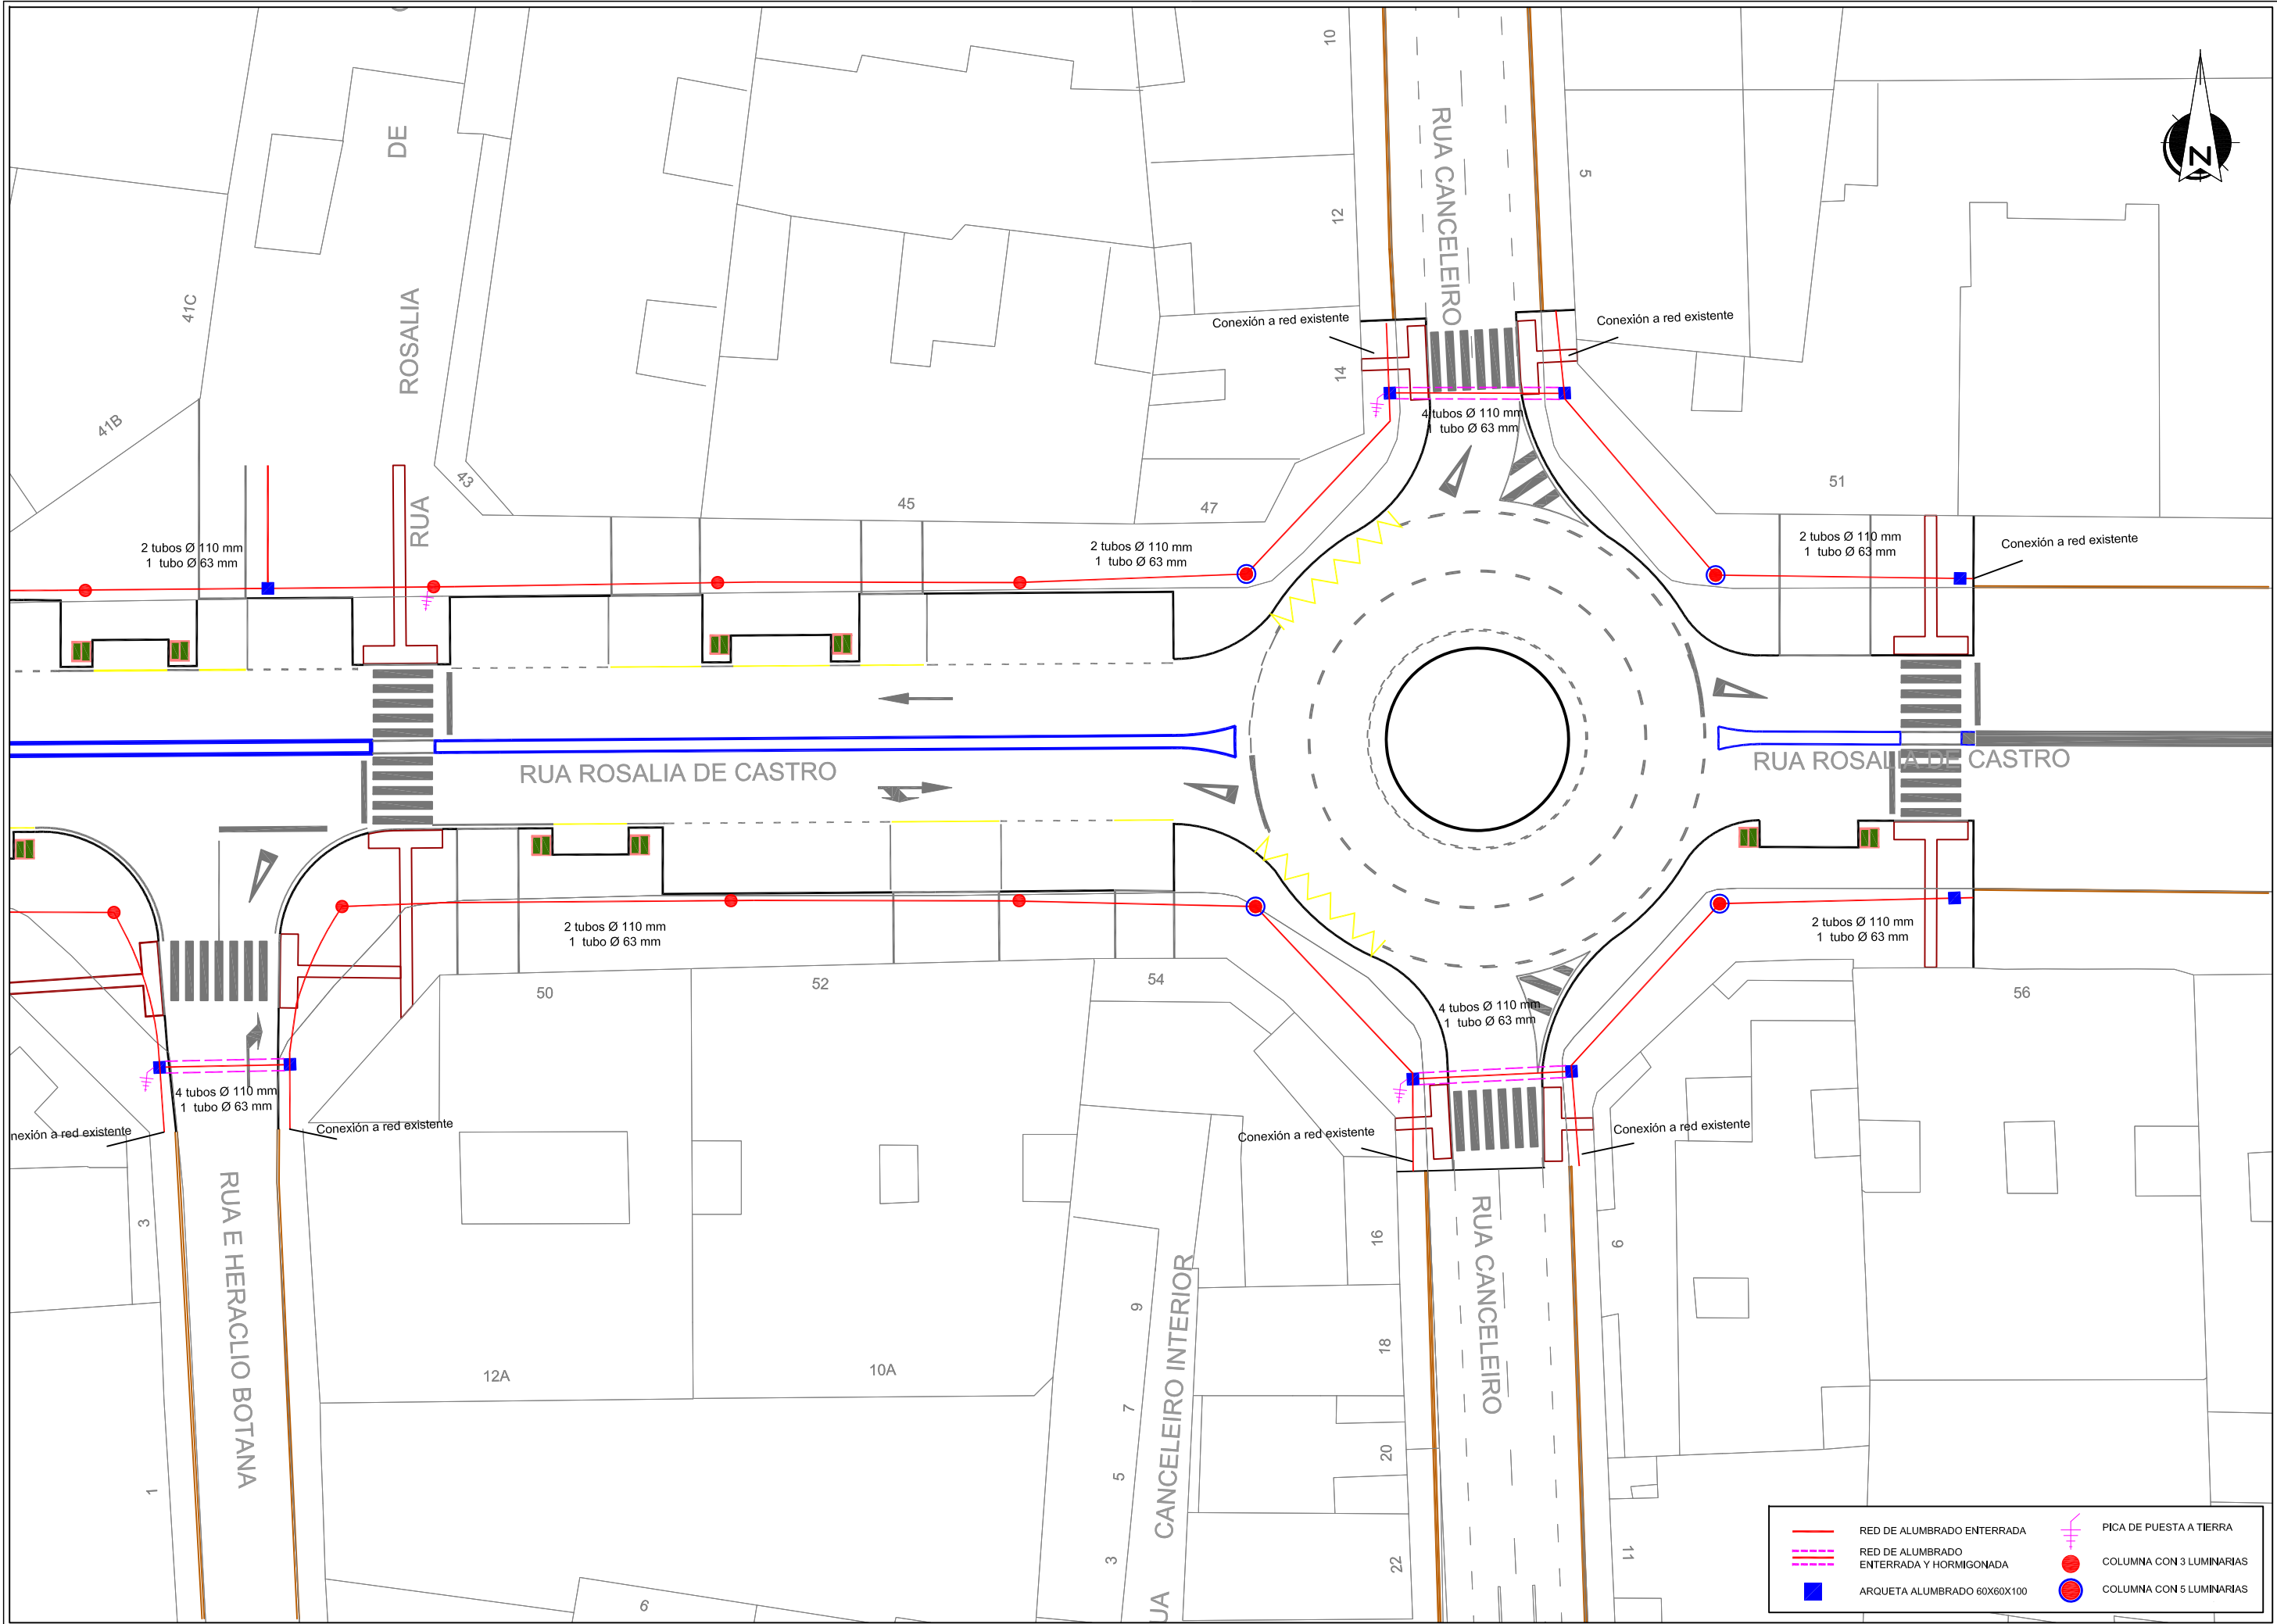 10
DE
RUA CANCELEIRO
5
N
12
41C
ROSALIA
Conexión a red existente
Conexión a red existente
14
41B
4 tubos Ø 110 mm
1 tubo Ø 63 mm
43
RUA
45
47
51
2 tubos Ø 110 mm
1 tubo Ø 63 mm
2 tubos Ø 110 mm
1 tubo Ø 63 mm
2 tubos Ø 110 mm
1 tubo Ø 63 mm
Conexión a red existente
RUA ROSALIA DE CASTRO
RUA ROSALIA DE CASTRO
2 tubos Ø 110 mm
1 tubo Ø 63 mm
2 tubos Ø 110 mm
1 tubo Ø 63 mm
50
52
54
56
4 tubos Ø 110 mm
1 tubo Ø 63 mm
4 tubos Ø 110 mm
1 tubo Ø 63 mm
nexión a red existente
Conexión a red existente
Conexión a red existente
Conexión a red existente
3
RUA E HERACLIO BOTANA
16
RUA CANCELEIRO
9
9
18
12A
10A
CANCELEIRO INTERIOR
7
20
5
1
3
22
11
UA
6
RED DE ALUMBRADO ENTERRADA
RED DE ALUMBRADO
ENTERRADA Y HORMIGONADA
ARQUETA ALUMBRADO 60X60X100
PICA DE PUESTA A TIERRA
COLUMNA CON 3 LUMINARIAS
COLUMNA CON 5 LUMINARIAS